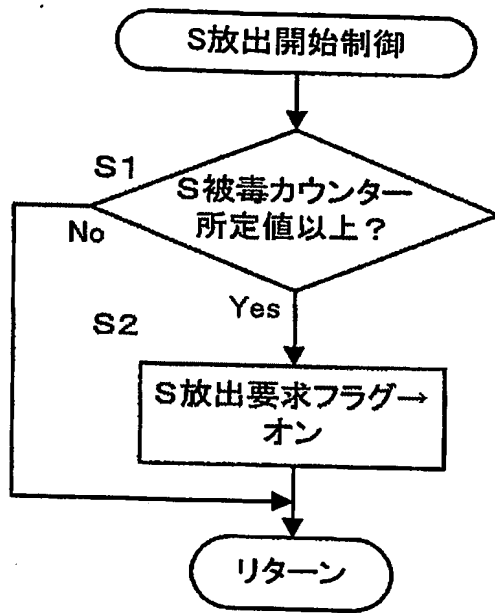 S放出開始制御
S1
S被毒カウンター
所定値以上？
No
Yes
S2
S放出要求フラグ→
オン
リターン